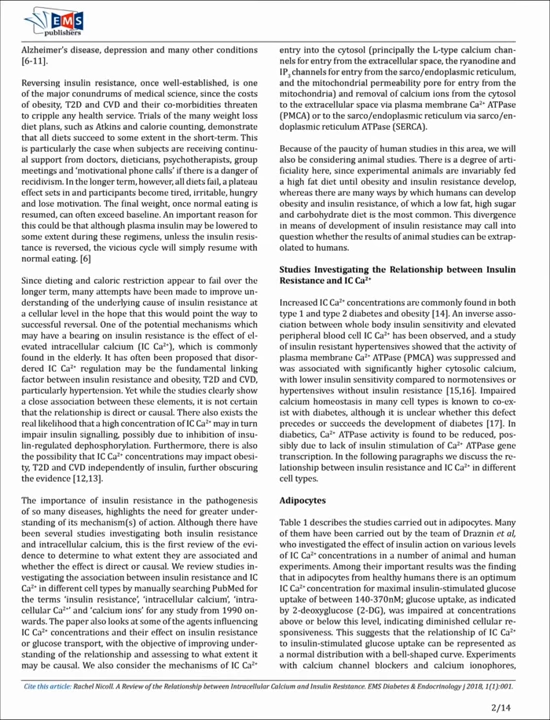 EMS
publishers
Alzheimer's disease, depression and many other conditions
[6-11].
Reversing insulin resistance, once well-established, is one
of the major conundrums of medical science, since the costs
of obesity, T2D and CVD and their co-morbidities threaten
to cripple any health service. Trials of the many weight loss
diet plans, such as Atkins and calorie counting, demonstrate
that all diets succeed to some extent in the short-term. This
is particularly the case when subjects are receiving continu-
al support from doctors, dieticians, psychotherapists, group
meetings and 'motivational phone calls' if there is a danger
of recidivism. In the longer term, however, all diets fail, a plateau
effect sets in and participants become tired, irritable, hungry
and lose motivation. The final weight, once normal eating is
resumed, can often exceed baseline. An important reason for
this could be that although plasma insulin may be lowered to
some extent during these regimens, unless the insulin resis-
tance is reversed, the vicious cycle will simply resume with
normal eating. [6]
Since dieting and caloric restriction appear to fail over the
longer term, many attempts have been made to improve un-
derstanding of the underlying cause of insulin resistance at
a cellular level in the hope that this would point the way to
successful reversal. One of the potential mechanisms which
may have a bearing on insulin resistance is the effect of el-
evated intracellular calcium (IC Ca²⁺), which is commonly
found in the elderly. It has often been proposed that disor-
dered IC Ca²⁺ regulation may be the fundamental linking
factor between insulin resistance and obesity, T2D and CVD,
particularly hypertension. Yet while the studies clearly show
a close association between these elements, it is not certain
that the relationship is direct or causal. There also exists the
real likelihood that a high concentration of IC Ca²⁺ may in turn
impair insulin signalling, possibly due to inhibition of insu-
lin-regulated dephosphorylation. Furthermore, there is also
the possibility that IC Ca²⁺ concentrations may impact obesi-
ty, T2D and CVD independently of insulin, further obscuring
the evidence [12,13].
The importance of insulin resistance in the pathogenesis
of so many diseases, highlights the need for greater under-
standing of its mechanism(s) of action. Although there have
been several studies investigating both insulin resistance
and intracellular calcium, this is the first review of the evi-
dence to determine to what extent they are associated and
whether the effect is direct or causal. We review studies in-
vestigating the association between insulin resistance and IC
Ca²⁺ in different cell types by manually searching PubMed for
the terms 'insulin resistance', 'intracellular calcium', 'intra-
cellular Ca²⁺' and 'calcium ions' for any study from 1990 on-
wards. The paper also looks at some of the agents influencing
IC Ca²⁺ concentrations and their effect on insulin resistance
or glucose transport, with the objective of improving under-
standing of the relationship and assessing to what extent it
may be causal. We also consider the mechanisms of IC Ca²⁺
entry into the cytosol (principally the L-type calcium chan-
nels for entry from the extracellular space, the ryanodine and
IP₃ channels for entry from the sarco/endoplasmic reticulum,
and the mitochondrial permeability pore for entry from the
mitochondria) and removal of calcium ions from the cytosol
to the extracellular space via plasma membrane Ca²⁺ ATPase
(PMCA) or to the sarco/endoplasmic reticulum via sarco/en-
doplasmic reticulum ATPase (SERCA).
Because of the paucity of human studies in this area, we will
also be considering animal studies. There is a degree of arti-
ficiality here, since experimental animals are invariably fed
a high fat diet until obesity and insulin resistance develop,
whereas there are many ways by which humans can develop
obesity and insulin resistance, of which a low fat, high sugar
and carbohydrate diet is the most common. This divergence
in means of development of insulin resistance may call into
question whether the results of animal studies can be extrap-
olated to humans.
Studies Investigating the Relationship between Insulin
Resistance and IC Ca²⁺
Increased IC Ca²⁺ concentrations are commonly found in both
type 1 and type 2 diabetes and obesity [14]. An inverse asso-
ciation between whole body insulin sensitivity and elevated
peripheral blood cell IC Ca²⁺ has been observed, and a study
of insulin resistant hypertensives showed that the activity of
plasma membrane Ca²⁺ ATPase (PMCA) was suppressed and
was associated with significantly higher cytosolic calcium,
with lower insulin sensitivity compared to normotensives or
hypertensives without insulin resistance [15,16]. Impaired
calcium homeostasis in many cell types is known to co-ex-
ist with diabetes, although it is unclear whether this defect
precedes or succeeds the development of diabetes [17]. In
diabetics, Ca²⁺ ATPase activity is found to be reduced, pos-
sibly due to lack of insulin stimulation of Ca²⁺ ATPase gene
transcription. In the following paragraphs we discuss the re-
lationship between insulin resistance and IC Ca²⁺ in different
cell types.
Adipocytes
Table 1 describes the studies carried out in adipocytes. Many
of them have been carried out by the team of Draznin et al,
who investigated the effect of insulin action on various levels
of IC Ca²⁺ concentrations in a number of animal and human
experiments. Among their important results was the finding
that in adipocytes from healthy humans there is an optimum
IC Ca²⁺ concentration for maximal insulin-stimulated glucose
uptake of between 140-370nM; glucose uptake, as indicated
by 2-deoxyglucose (2-DG), was impaired at concentrations
above or below this level, indicating diminished cellular re-
sponsiveness. This suggests that the relationship of IC Ca²⁺
to insulin-stimulated glucose uptake can be represented as
a normal distribution with a bell-shaped curve. Experiments
with calcium channel blockers and calcium ionophores,
Cite this article: Rachel Nicoll. A Review of the Relationship between Intracellular Calcium and Insulin Resistance. EMS Diabetes & Endocrinology j 2018, 1(1):001.
2/14